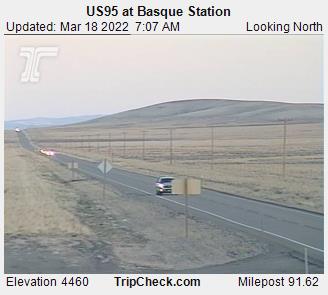 US95 at Basque Station
Updated: Mar 18 2022 7:07 AM Looking North
Elevation 4460 TripCheck.com Milepost 91.62